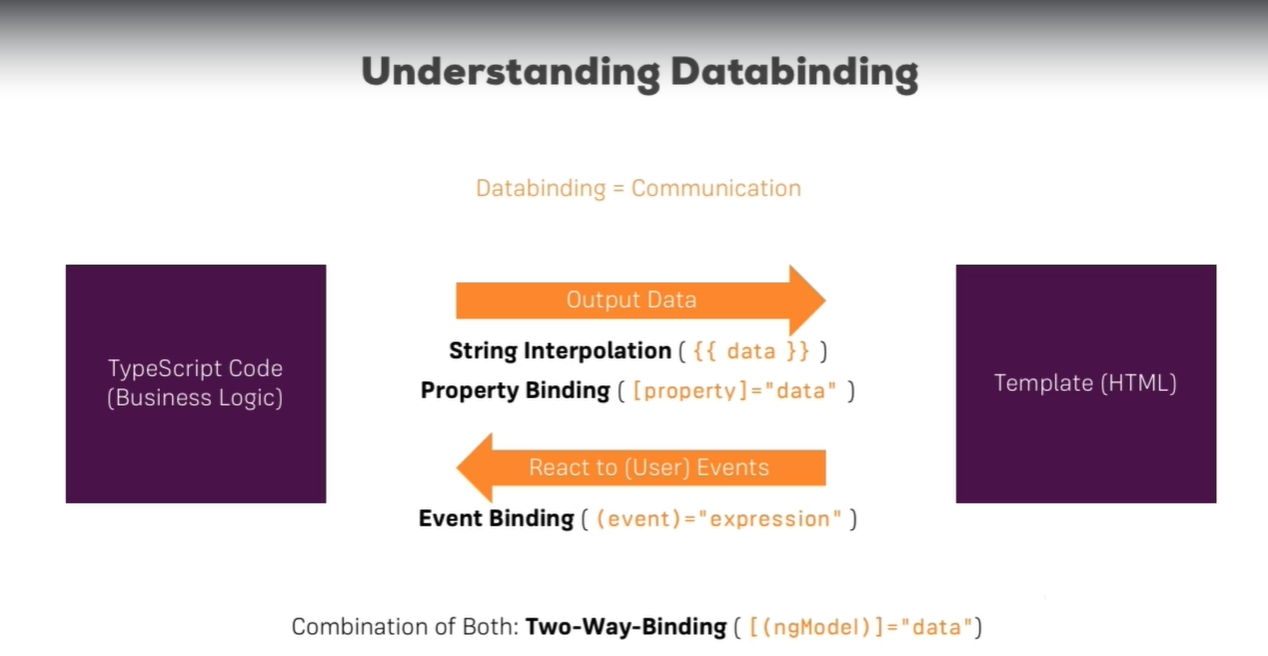 Understanding Databinding
Databinding = Communication
TypeScript Code
(Business Logic)
Output Data
String Interpolation ( {{ data }} )
Property Binding ( [property]="data" )
React to (User) Events
Event Binding ( (event)="expression" )
Template (HTML)
Combination of Both: Two-Way-Binding ( [(ngModel)]="data")